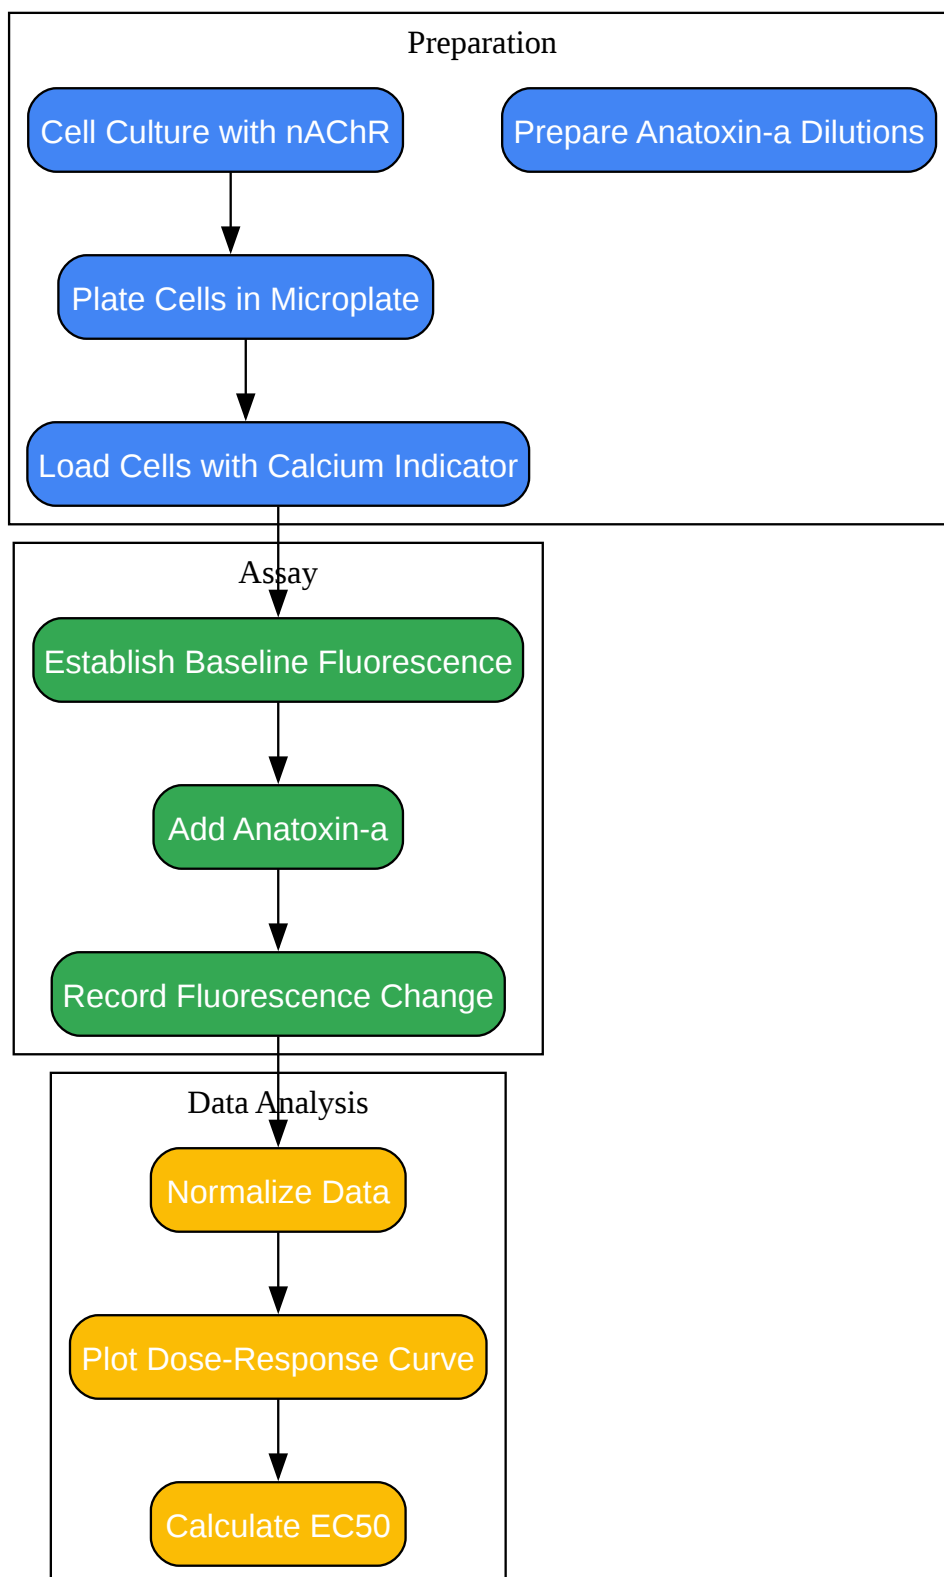 Preparation
Cell Culture with nAChR
Prepare Anatoxin-a Dilutions
Plate Cells in Microplate
Load Cells with Calcium Indicator
Assay
Establish Baseline Fluorescence
Add Anatoxin-a
Record Fluorescence Change
Data Analysis
Normalize Data
Plot Dose-Response Curve
Calculate EC50